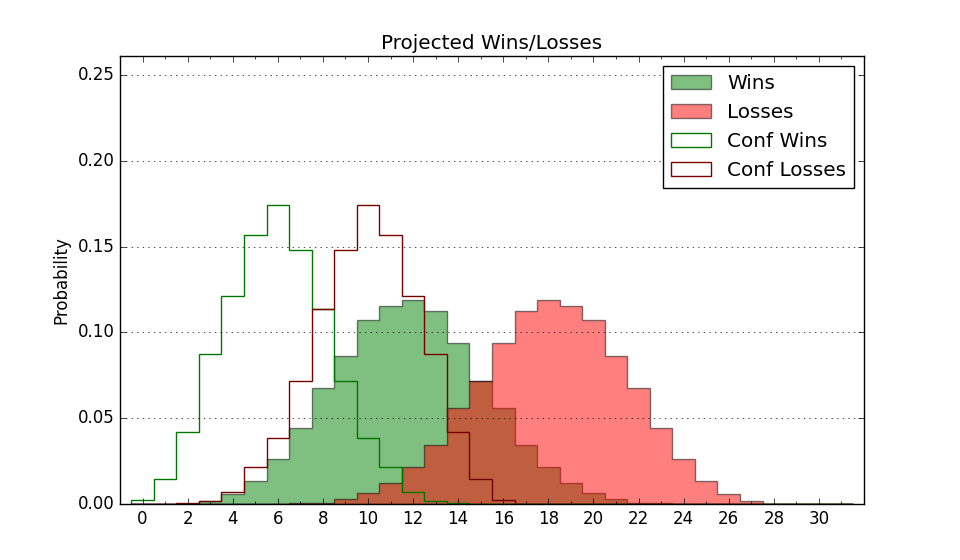 Projected Wins/Losses
0.25
0.20
0.15
0.10
0.05
0.00
Probability
Wins
Losses
Conf Wins
Conf Losses
0 2 4 6 8 10 12 14 16 18 20 22 24 26 28 30